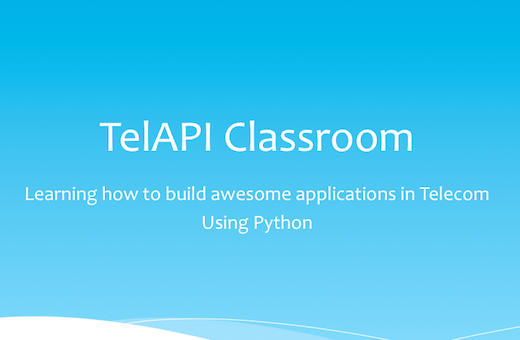 TelAPI Classroom
Learning how to build awesome applications in Telecom
Using Python